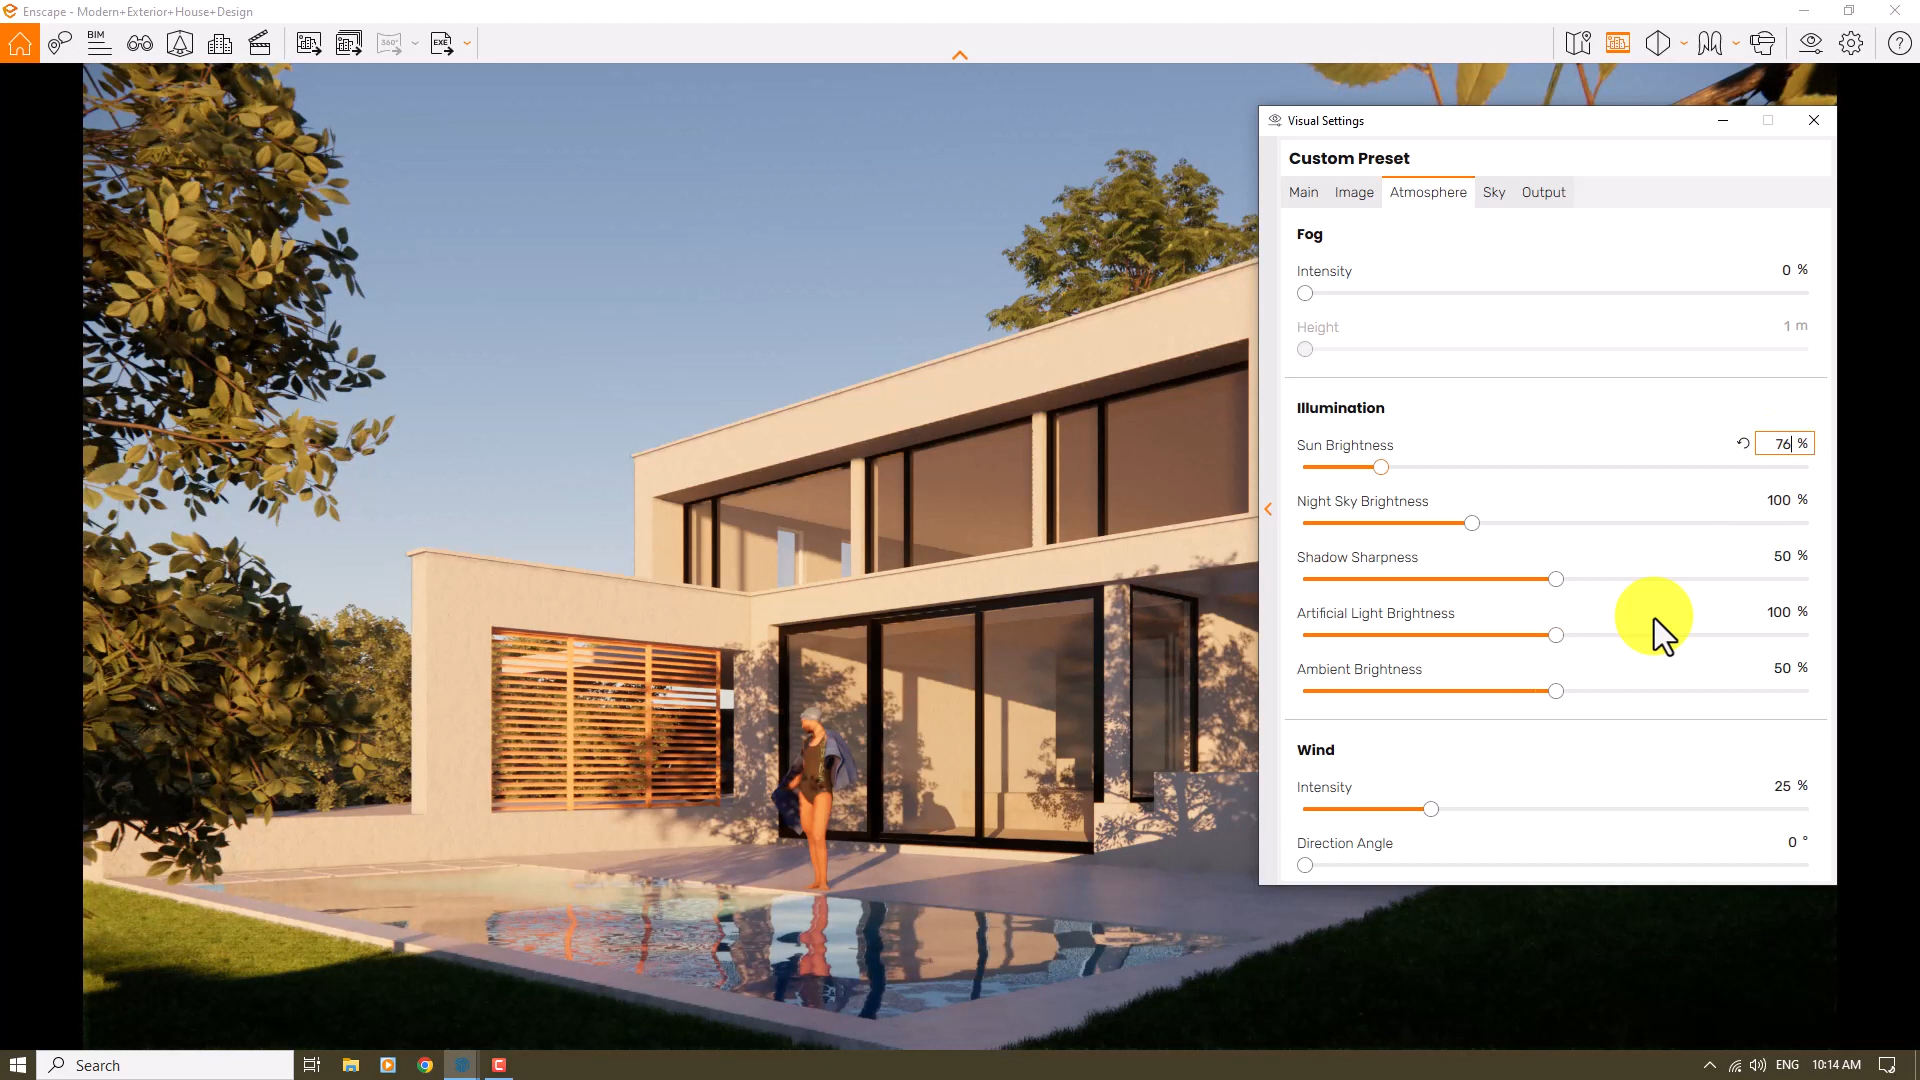 Enscape - Modern+Exterior+House+Design
BIM
360°
EXE
?
Visual Settings
Custom Preset
Main Image Atmosphere Sky Output
Fog
Intensity 0 %
Height 1 m
Illumination
Sun Brightness 76 %
Night Sky Brightness 100 %
Shadow Sharpness 50 %
Artificial Light Brightness 100 %
Ambient Brightness 50 %
Wind
Intensity 25 %
Direction Angle 0 °
Search
C
ENG 10:14 AM